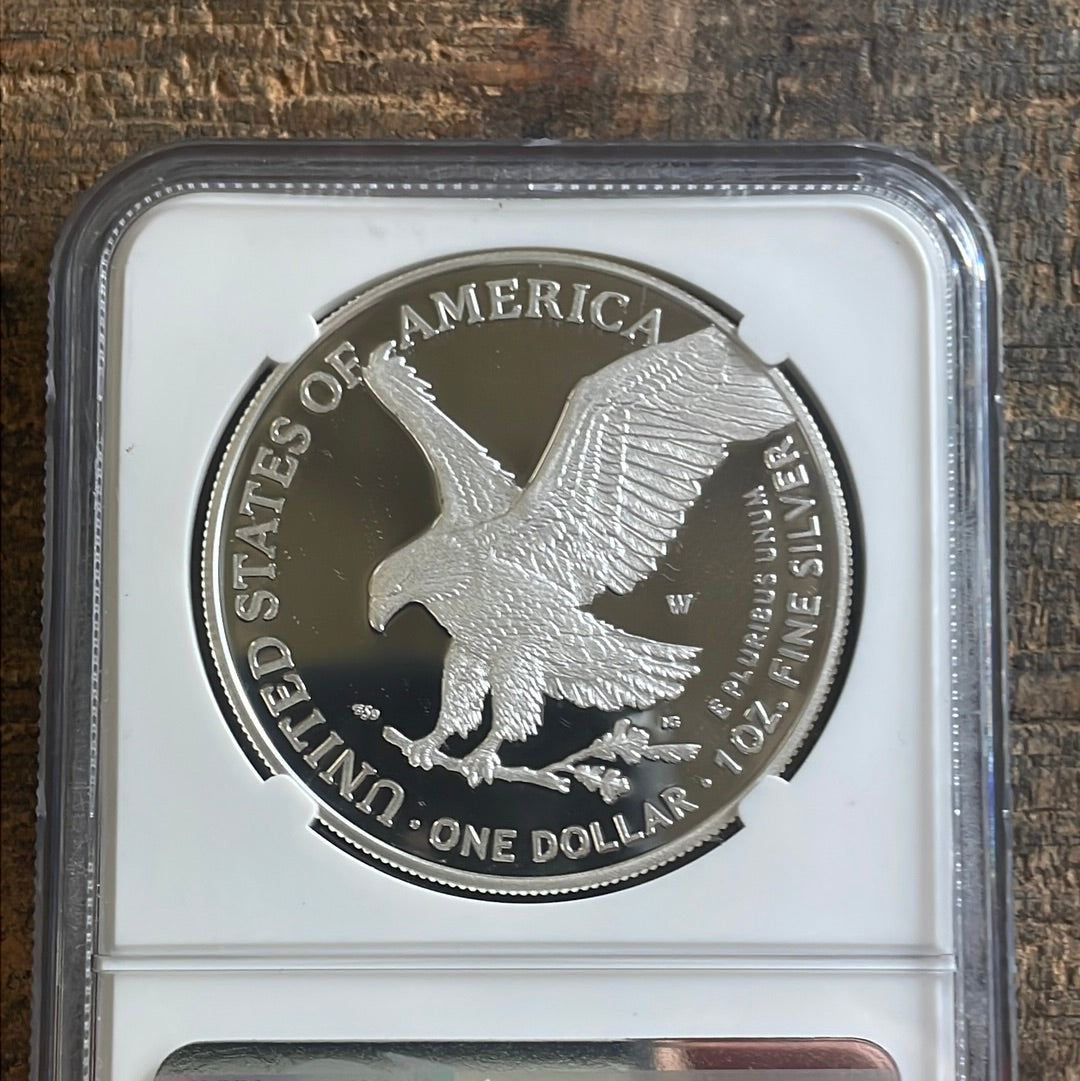 UNITED STATES OF AMERICA
W
E PLURIBUS UNUM
1 OZ. FINE SILVER
· ONE DOLLAR ·